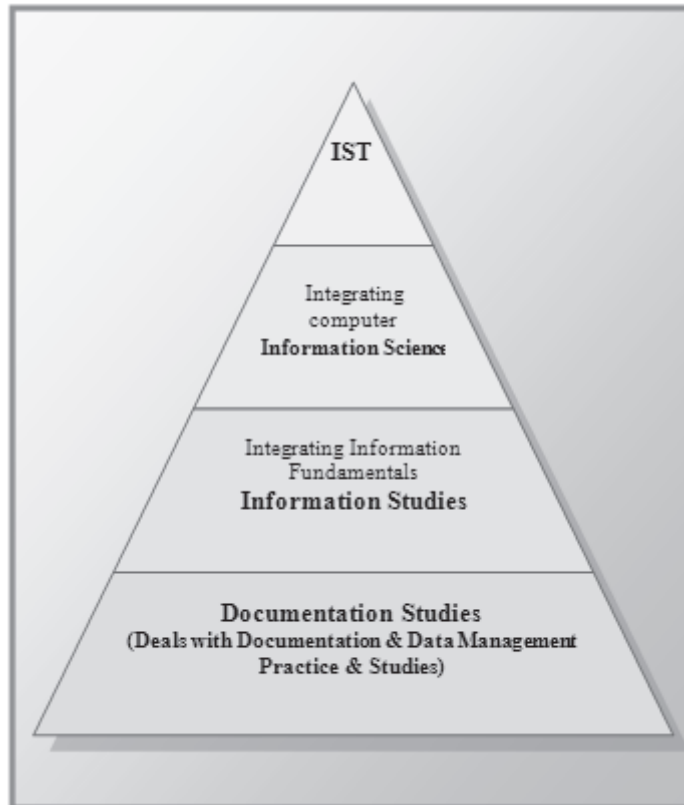 IST
Integrating
computer
Information Science
Integrating Information
Fundamentals
Information Studies
Documentation Studies
(Deals with Documentation & Data Management
Practice & Studies)